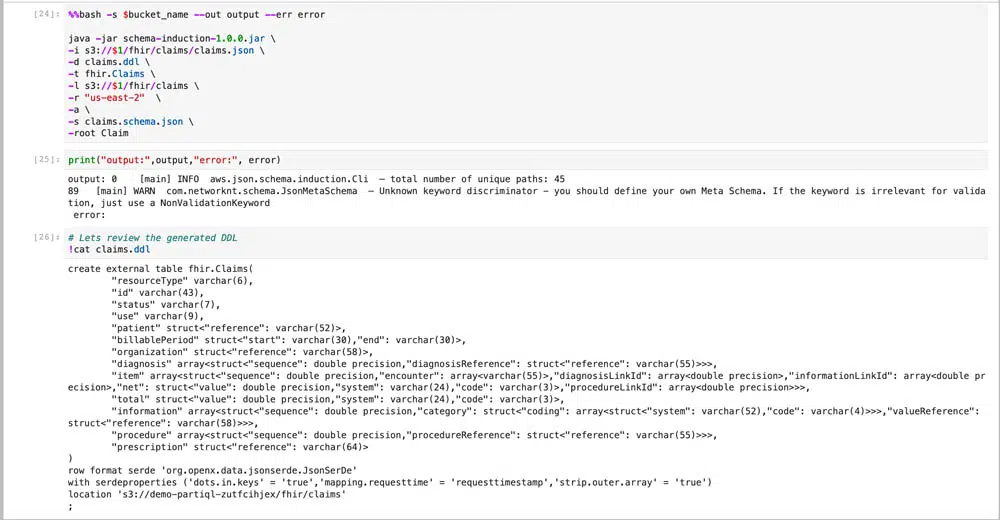 [24]: %%bash -s $bucket_name --out output --err error
java -jar schema-induction-1.0.0.jar \
-i s3://$1/fhir/claims/claims.json \
-d claims.ddl \
-t fhir.Claims \
-l s3://$1/fhir/claims \
-r "us-east-2"  \
-a \
-s claims.schema.json \
-root Claim
[25]: print("output:",output,"error:", error)
output: 0    [main] INFO  aws.json.schema.induction.Cli  – total number of unique paths: 45
89   [main] WARN  com.networknt.schema.JsonMetaSchema  – Unknown keyword discriminator - you should define your own Meta Schema. If the keyword is irrelevant for valida
tion, just use a NonValidationKeyword
 error:
[26]: # Lets review the generated DDL
!cat claims.ddl
create external table fhir.Claims(
        "resourceType" varchar(6),
        "id" varchar(43),
        "status" varchar(7),
        "use" varchar(9),
        "patient" struct<"reference": varchar(52)>,
        "billablePeriod" struct<"start": varchar(30),"end": varchar(30)>,
        "organization" struct<"reference": varchar(58)>,
        "diagnosis" array<struct<"sequence": double precision,"diagnosisReference": struct<"reference": varchar(55)>>>,
        "item" array<struct<"sequence": double precision,"encounter": array<varchar(55)>,"diagnosisLinkId": array<double precision>,"informationLinkId": array<double pr
ecision>,"net": struct<"value": double precision,"system": varchar(24),"code": varchar(3)>,"procedureLinkId": array<double precision>>>,
        "total" struct<"value": double precision,"system": varchar(24),"code": varchar(3)>,
        "information" array<struct<"sequence": double precision,"category": struct<"coding": array<struct<"system": varchar(52),"code": varchar(4)>>>,"valueReference":
struct<"reference": varchar(58)>>>,
        "procedure" array<struct<"sequence": double precision,"procedureReference": struct<"reference": varchar(55)>>>,
        "prescription" struct<"reference": varchar(64)>
)
row format serde 'org.openx.data.jsonserde.JsonSerDe'
with serdeproperties ('dots.in.keys' = 'true','mapping.requesttime' = 'requesttimestamp','strip.outer.array' = 'true')
location 's3://demo-partiql-zutfcihjex/fhir/claims'
;